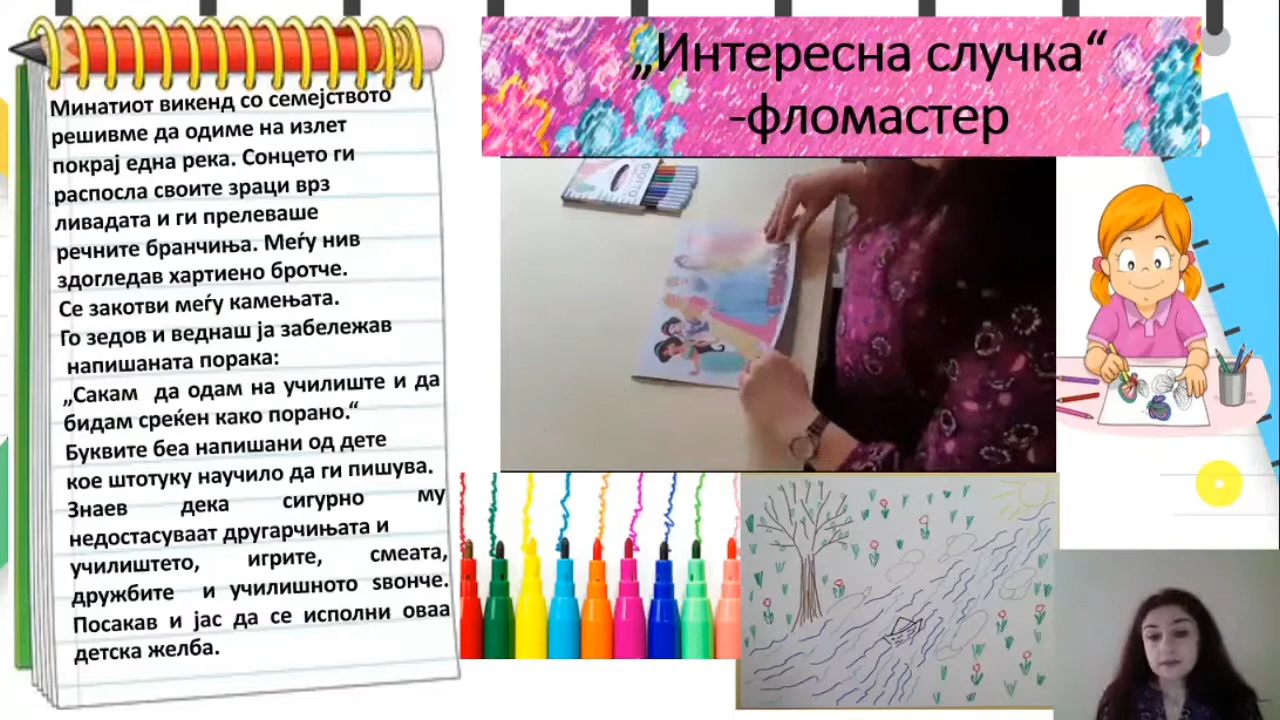 Минатиот викенд со семејството
решивме да одиме на излет
покрај една река. Сонцето ги
распосла своите зраци врз
ливадата и ги прелеваше
речните бранчиња. Меѓу нив
здогледав хартиено бротче.
Се закотви меѓу камењата.
Го зедов и веднаш ја забележав
напишаната порака:
„Сакам да одам на училиште и да
бидам среќен како порано.“
Буквите беа напишани од дете
кое штотуку научило да ги пишува.
Знаев дека сигурно му
недостасуваат другарчињата и
училиштето, игрите, смеата,
дружбите и училишното ѕвонче.
Посакав и јас да се исполни оваа
детска желба.
„Интересна случка“
-фломастер
GIOTTO